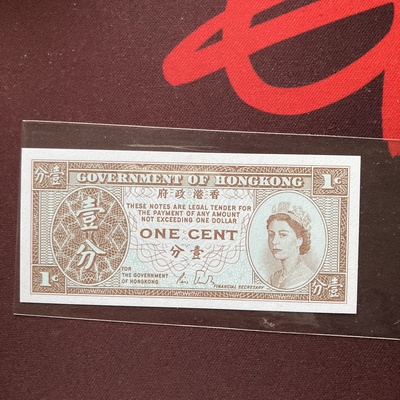 分壹
GOVERNMENT OF HONGKONG
1¢
府政港香
THESE NOTES ARE LEGAL TENDER FOR
THE PAYMENT OF ANY AMOUNT
NOT EXCEEDING ONE DOLLAR
壹分
ONE CENT
分壹
FOR
THE GOVERNMENT
OF HONGKONG
FINANCIAL SECRETARY
1¢
分壹